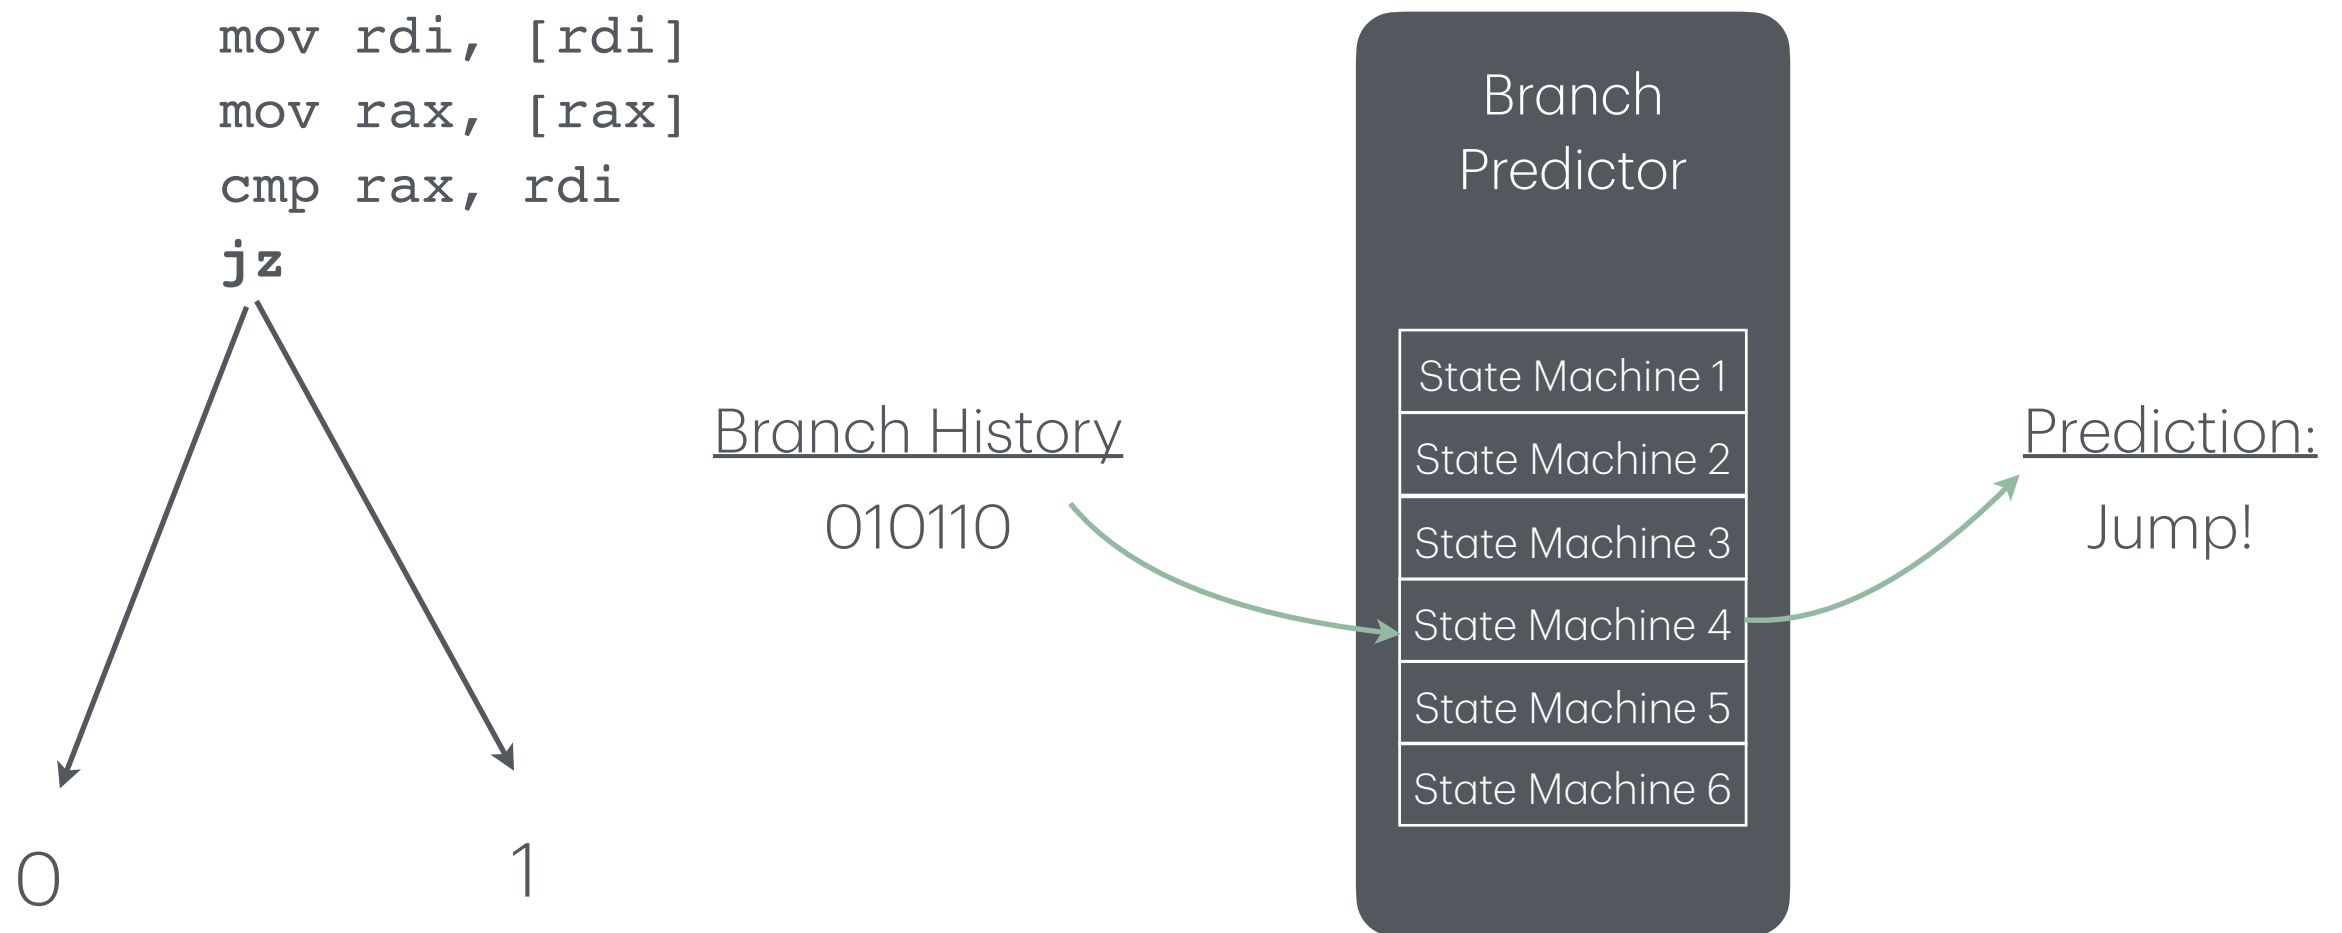 mov rdi, [rdi]
mov rax, [rax]
cmp rax, rdi
jz
0
1
Branch History
010110
Branch
Predictor
State Machine 1
State Machine 2
State Machine 3
State Machine 4
State Machine 5
State Machine 6
Prediction:
Jump!